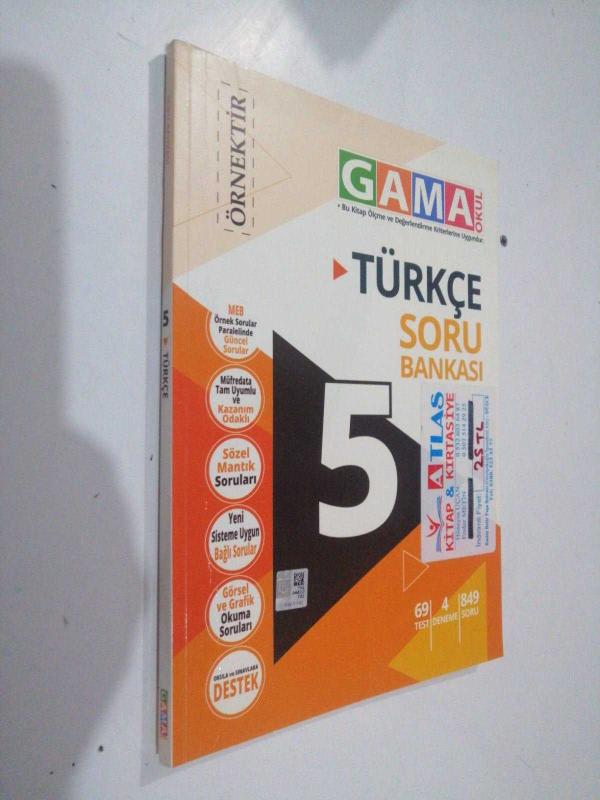 ÖRNEKTİR
GAMA
OKUL
• Bu Kitap Ölçme ve Değerlendirme Kriterlerine Uygundur.
TÜRKÇE
SORU
BANKASI
5
MEB
Örnek Sorular
Paralelinde
Güncel
Sorular
Müfredata
Tam Uyumlu
ve
Kazanım
Odaklı
Sözel
Mantık
Soruları
Yeni
Sisteme Uygun
Bağlı Sorular
Görsel
ve Grafik
Okuma
Soruları
OKULA ve SINAVLARA
DESTEK
ATLAS
KİTAP & KIRTASİYE
İndirimli Fiyat:
25 TL
69
TEST
4
DENEME
849
SORU
5
TÜRKÇE
GAMA